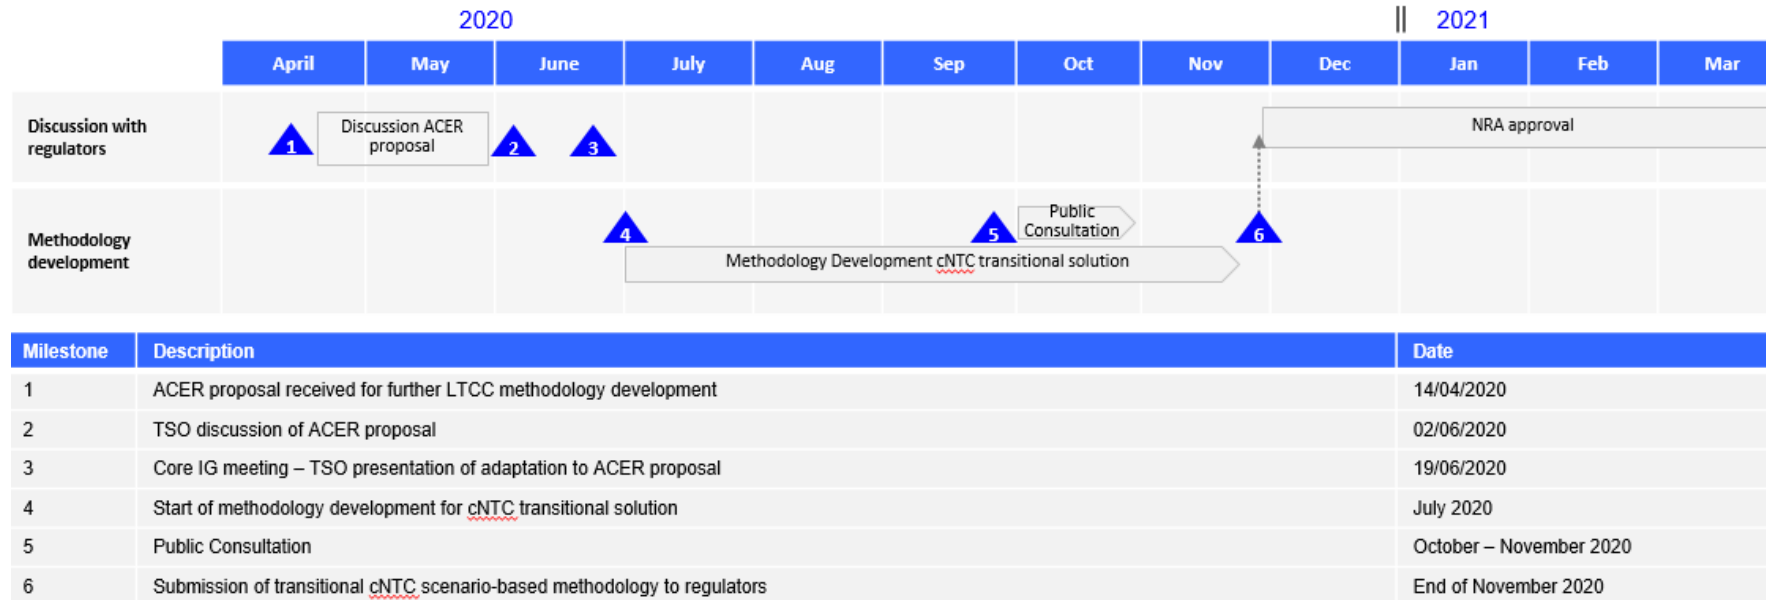 2020
2021
April May June July Aug Sep Oct Nov Dec Jan Feb Mar
Discussion with
regulators
1
Discussion ACER
proposal
2
3
NRA approval
Methodology
development
4
5
Public
Consultation
6
Methodology Development cNTC transitional solution
Milestone Description Date
1 ACER proposal received for further LTCC methodology development 14/04/2020
2 TSO discussion of ACER proposal 02/06/2020
3 Core IG meeting – TSO presentation of adaptation to ACER proposal 19/06/2020
4 Start of methodology development for cNTC transitional solution July 2020
5 Public Consultation October – November 2020
6 Submission of transitional cNTC scenario-based methodology to regulators End of November 2020